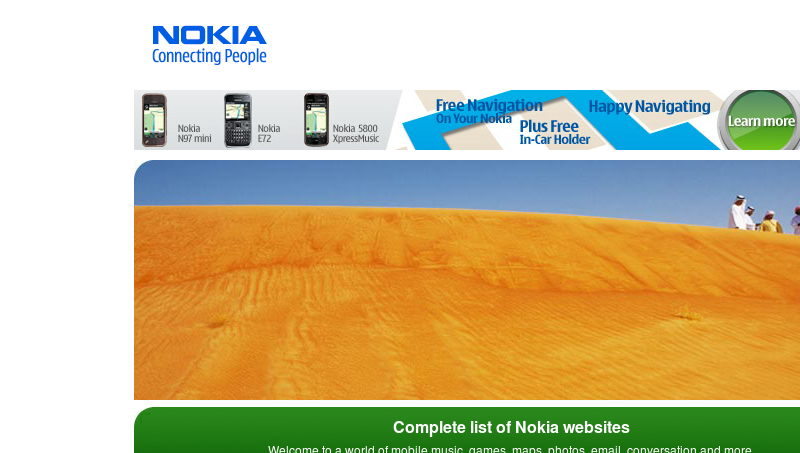 NOKIA
Connecting People
Nokia
N97 mini
Nokia
E72
Nokia 5800
XpressMusic
Free Navigation
On Your Nokia
Plus Free
In-Car Holder
Happy Navigating
Learn more
Complete list of Nokia websites
Welcome to a world of mobile music, games, maps, photos, email, conversation and more